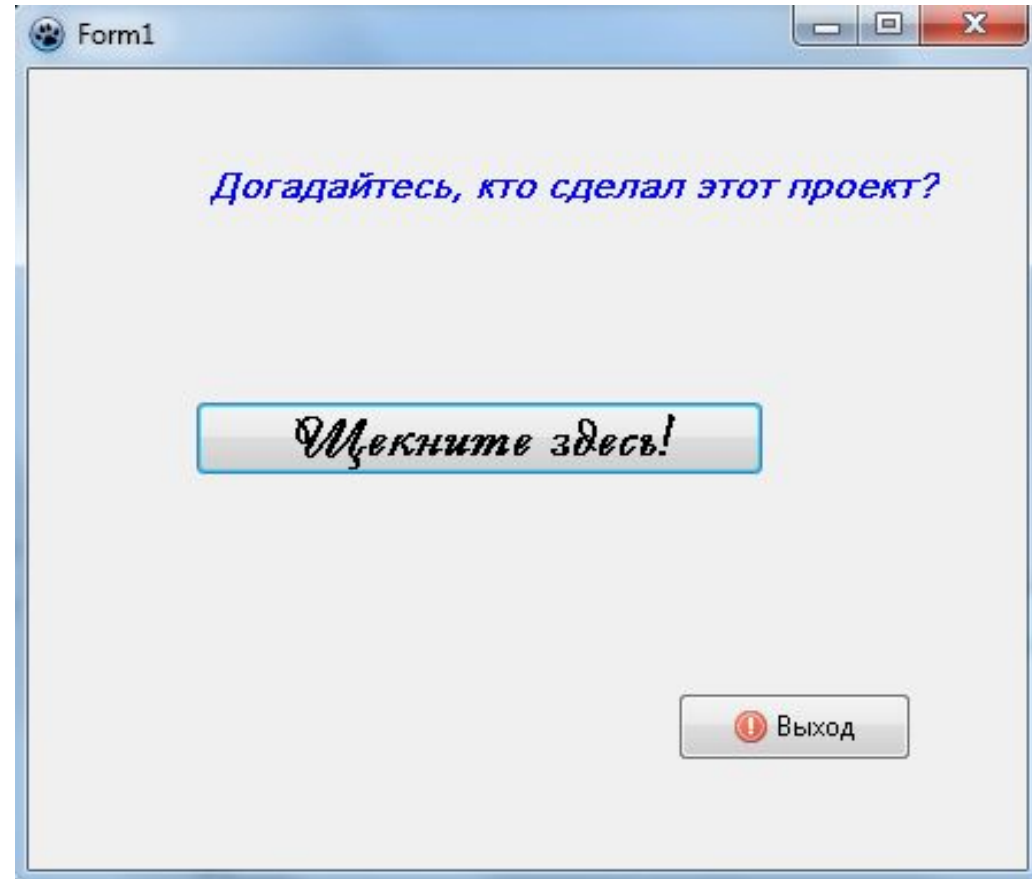 Form1
Догадайтесь, кто сделал этот проект?
Щекните здесь!
Выход